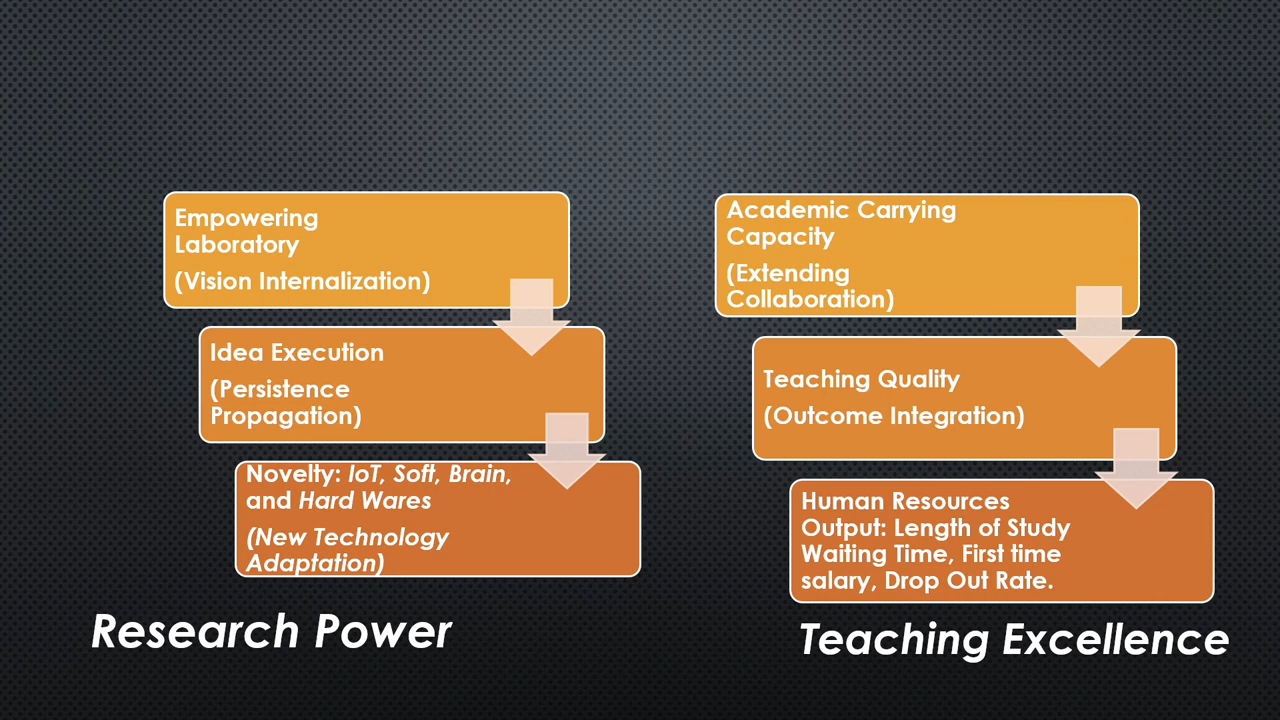 Empowering
Laboratory
(Vision Internalization)
Idea Execution
(Persistence
Propagation)
Novelty: IoT, Soft, Brain,
and Hard Wares
(New Technology
Adaptation)
Research Power
Academic Carrying
Capacity
(Extending
Collaboration)
Teaching Quality
(Outcome Integration)
Human Resources
Output: Length of Study
Waiting Time, First time
salary, Drop Out Rate.
Teaching Excellence